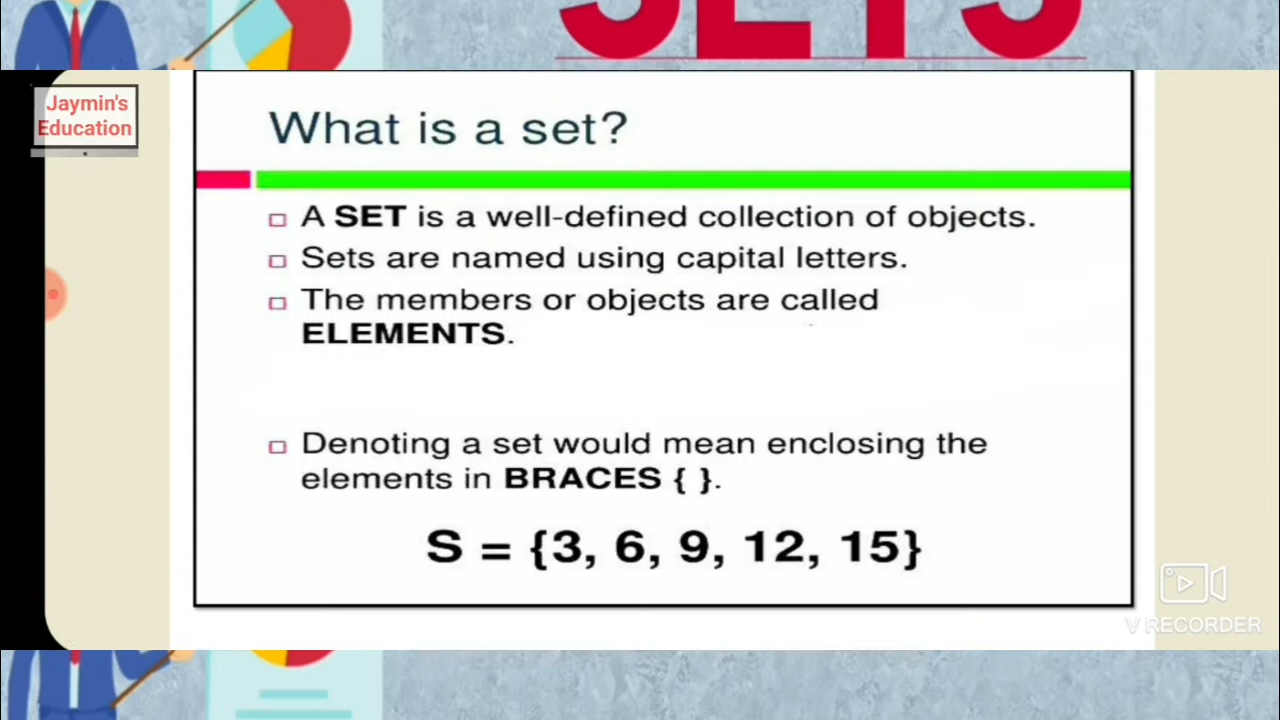 SETS
Jaymin's
Education
What is a set?
A SET is a well-defined collection of objects.
Sets are named using capital letters.
The members or objects are called
ELEMENTS.
Denoting a set would mean enclosing the
elements in BRACES { }.
S = {3, 6, 9, 12, 15}
V RECORDER